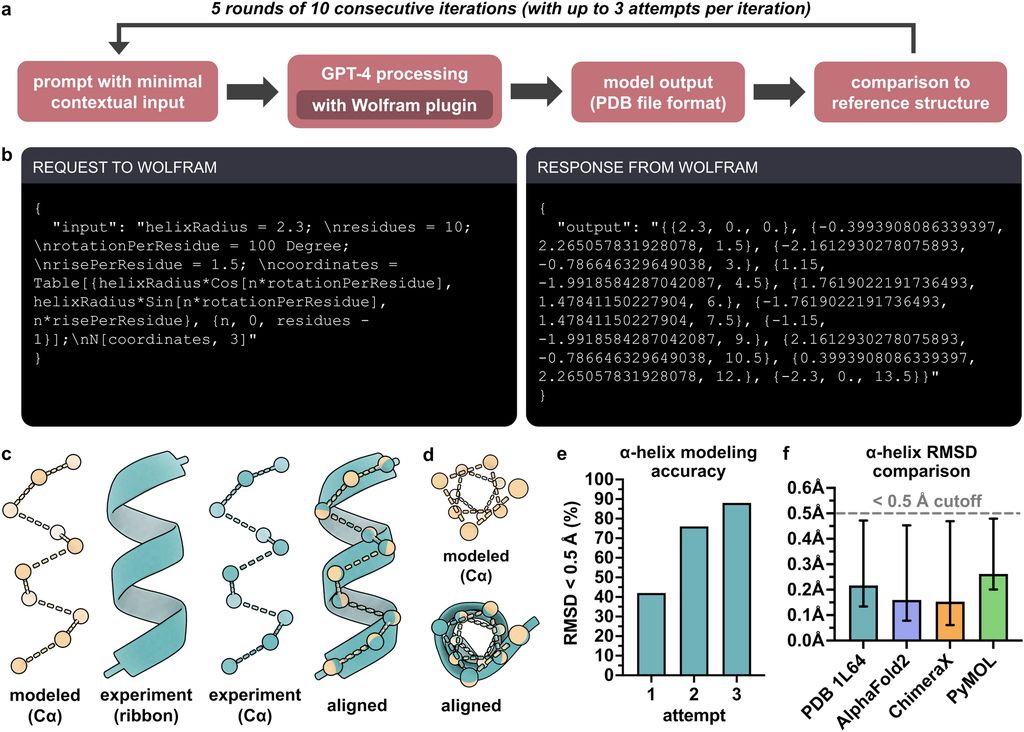 a
5 rounds of 10 consecutive iterations (with up to 3 attempts per iteration)
prompt with minimal
contextual input
GPT-4 processing
with Wolfram plugin
model output
(PDB file format)
comparison to
reference structure
b
REQUEST TO WOLFRAM
{
"input": "helixRadius = 2.3; \nresidues = 10;
\nrotationPerResidue = 100 Degree;
\nrisePerResidue = 1.5; \ncoordinates =
Table[{helixRadius*Cos[n*rotationPerResidue],
helixRadius*Sin[n*rotationPerResidue],
n*risePerResidue}, {n, 0, residues -
1}];\nN[coordinates, 3]"
}
RESPONSE FROM WOLFRAM
{
"output": "{{2.3, 0., 0.}, {-0.3993908086339397,
2.265057831928078, 1.5}, {-2.1612930278075893,
-0.786646329649038, 3.}, {1.15,
-1.9918584287042087, 4.5}, {1.7619022191736493,
1.47841150227904, 6.}, {-1.7619022191736493,
1.47841150227904, 7.5}, {-1.15,
-1.9918584287042087, 9.}, {2.1612930278075893,
-0.786646329649038, 10.5}, {0.3993908086339397,
2.265057831928078, 12.}, {-2.3, 0., 13.5}}"
}
c
modeled
(Cα)
experiment
(ribbon)
experiment
(Cα)
aligned
d
modeled
(Cα)
aligned
e
α-helix modeling
accuracy
RMSD < 0.5 Å (%)
100
90
80
70
60
50
40
30
20
10
0
1
2
3
attempt
f
α-helix RMSD
comparison
0.6Å
0.5Å
0.4Å
0.3Å
0.2Å
0.1Å
0.0Å
< 0.5 Å cutoff
PDB 1L64
AlphaFold2
ChimeraX
PyMOL